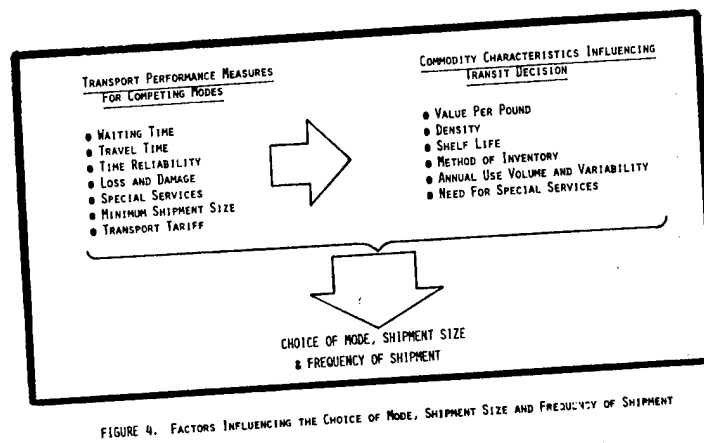 TRANSPORT PERFORMANCE MEASURES
FOR COMPETING MODES
● WAITING TIME
● TRAVEL TIME
● TIME RELIABILITY
● LOSS AND DAMAGE
● SPECIAL SERVICES
● MINIMUM SHIPMENT SIZE
● TRANSPORT TARIFF
COMMODITY CHARACTERISTICS INFLUENCING
TRANSIT DECISION
● VALUE PER POUND
● DENSITY
● SHELF LIFE
● METHOD OF INVENTORY
● ANNUAL USE VOLUME AND VARIABILITY
● NEED FOR SPECIAL SERVICES
CHOICE OF MODE, SHIPMENT SIZE
& FREQUENCY OF SHIPMENT
FIGURE 4. FACTORS INFLUENCING THE CHOICE OF MODE, SHIPMENT SIZE AND FREQUENCY OF SHIPMENT